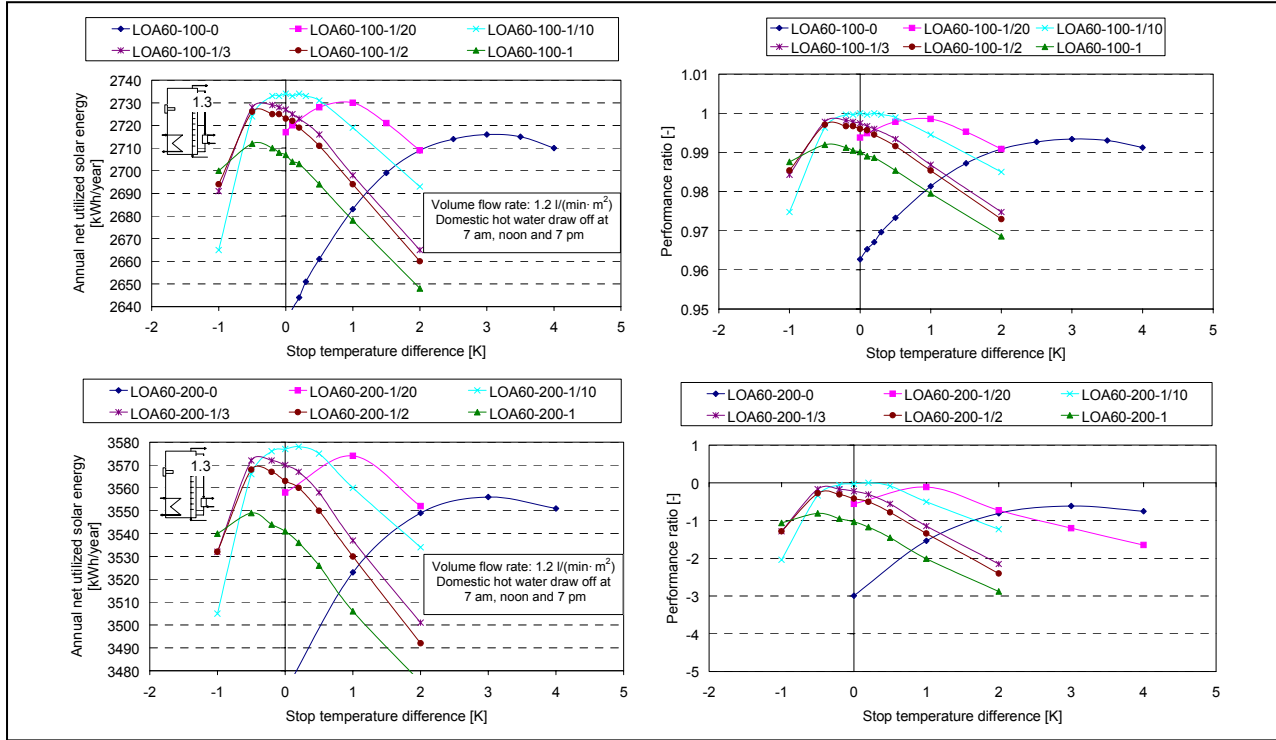 LOA60-100-0 LOA60-100-1/20 LOA60-100-1/10
LOA60-100-1/3 LOA60-100-1/2 LOA60-100-1
2740
2730
2720
2710
2700
2690
2680
2670
2660
2650
2640
-2 -1 0 1 2 3 4 5
Annual net utilized solar energy
[kWh/year]
Stop temperature difference [K]
1.3
Volume flow rate: 1.2 l/(min· m²)
Domestic hot water draw off at
7 am, noon and 7 pm
LOA60-100-0 LOA60-100-1/20 LOA60-100-1/10
LOA60-100-1/3 LOA60-100-1/2 LOA60-100-1
1.01
1
0.99
0.98
0.97
0.96
0.95
-2 -1 0 1 2 3 4 5
Performance ratio [-]
Stop temperature difference [K]
LOA60-200-0 LOA60-200-1/20 LOA60-200-1/10
LOA60-200-1/3 LOA60-200-1/2 LOA60-200-1
3580
3570
3560
3550
3540
3530
3520
3510
3500
3490
3480
-2 -1 0 1 2 3 4 5
Annual net utilized solar energy
[kWh/year]
Stop temperature difference [K]
1.3
Volume flow rate: 1.2 l/(min· m²)
Domestic hot water draw off at
7 am, noon and 7 pm
LOA60-200-0 LOA60-200-1/20 LOA60-200-1/10
LOA60-200-1/3 LOA60-200-1/2 LOA60-200-1
1
0
-1
-2
-3
-4
-5
-2 -1 0 1 2 3 4 5
Performance ratio [-]
Stop temperature difference [K]